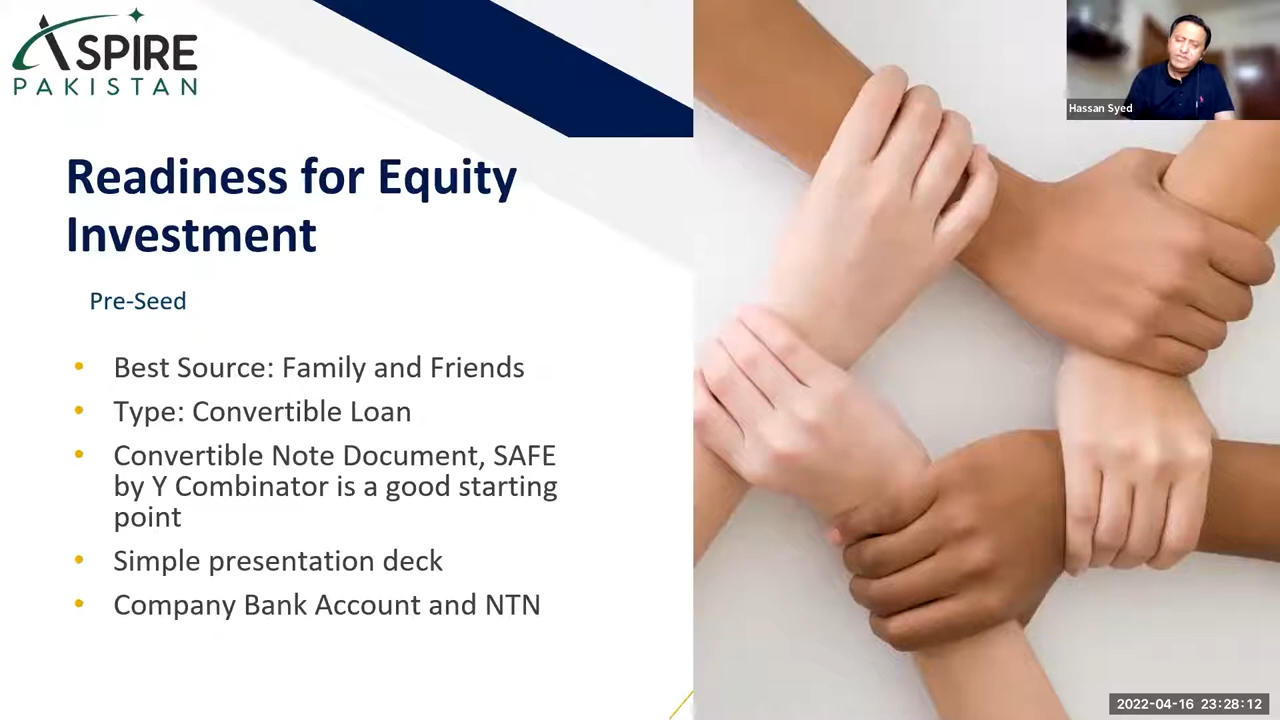 ASPIRE
PAKISTAN
Hassan Syed
Readiness for Equity
Investment
Pre-Seed
• Best Source: Family and Friends
• Type: Convertible Loan
• Convertible Note Document, SAFE
by Y Combinator is a good starting
point
• Simple presentation deck
• Company Bank Account and NTN
2022-04-16 23:28:12